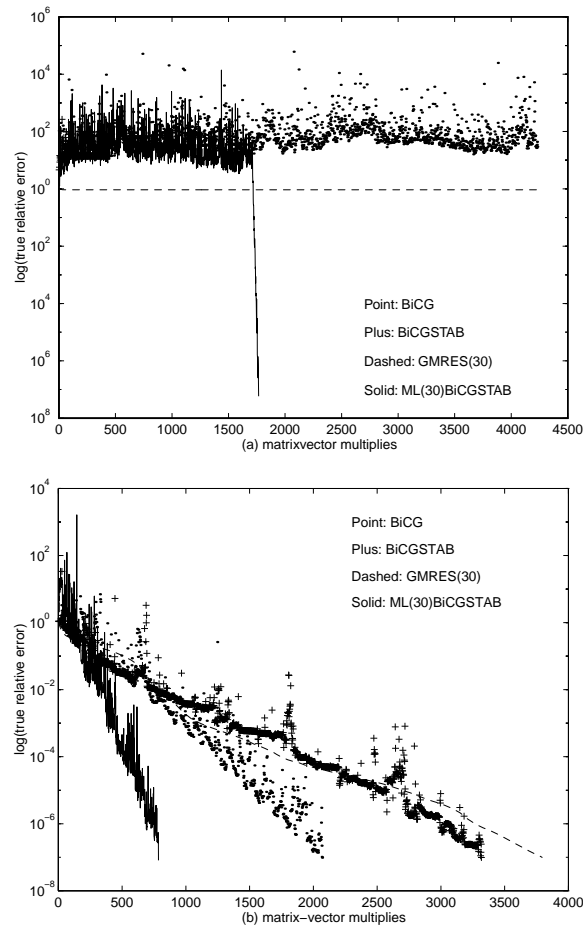 10^6
10^4
10^2
10^0
10^2
10^4
10^6
10^8
log(true relative error)
Point: BiCG
Plus: BiCGSTAB
Dashed: GMRES(30)
Solid: ML(30)BiCGSTAB
0 500 1000 1500 2000 2500 3000 3500 4000 4500
(a) matrixvector multiplies
10^4
10^2
10^0
10^−2
10^−4
10^−6
10^−8
log(true relative error)
Point: BiCG
Plus: BiCGSTAB
Dashed: GMRES(30)
Solid: ML(30)BiCGSTAB
0 500 1000 1500 2000 2500 3000 3500 4000
(b) matrix−vector multiplies